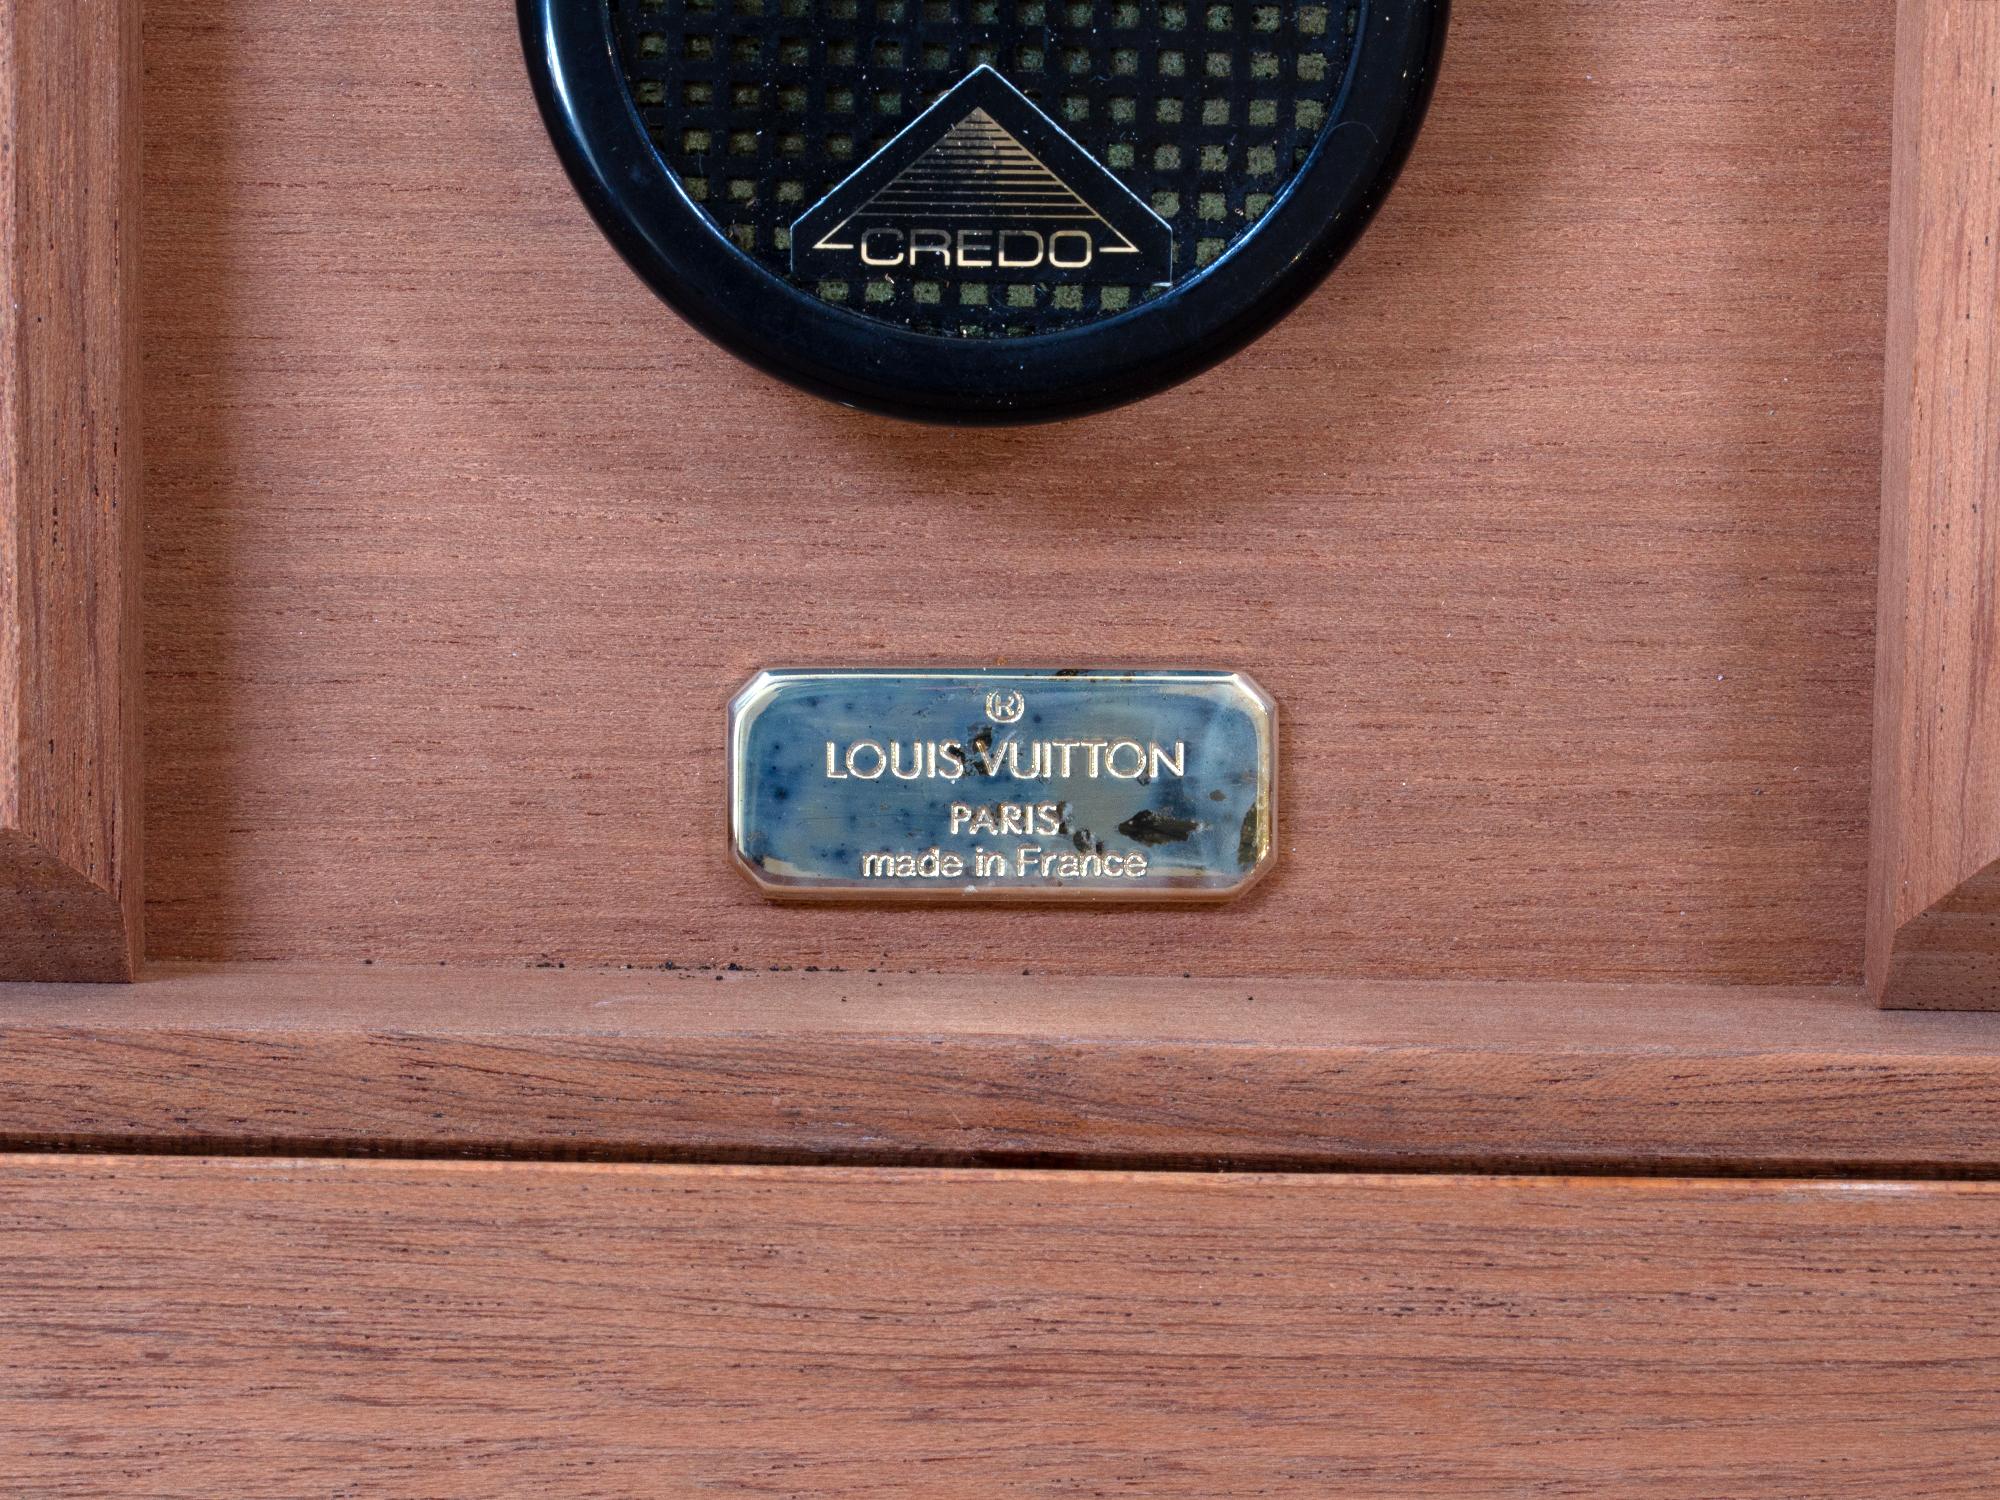 CREDO
®
LOUIS VUITTON
PARIS
made in France